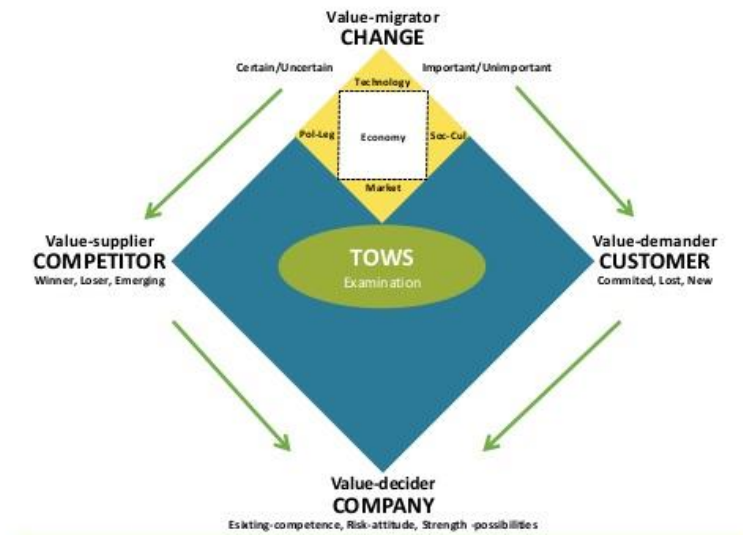 Value-migrator
CHANGE
Certain/Uncertain
Important/Unimportant
Technology
Pol-Leg
Economy
Soc-Cul
Market
Value-supplier
COMPETITOR
Winner, Loser, Emerging
TOWS
Examination
Value-demander
CUSTOMER
Commited, Lost, New
Value-decider
COMPANY
Esixting-competence, Risk-attitude, Strength -possibilities